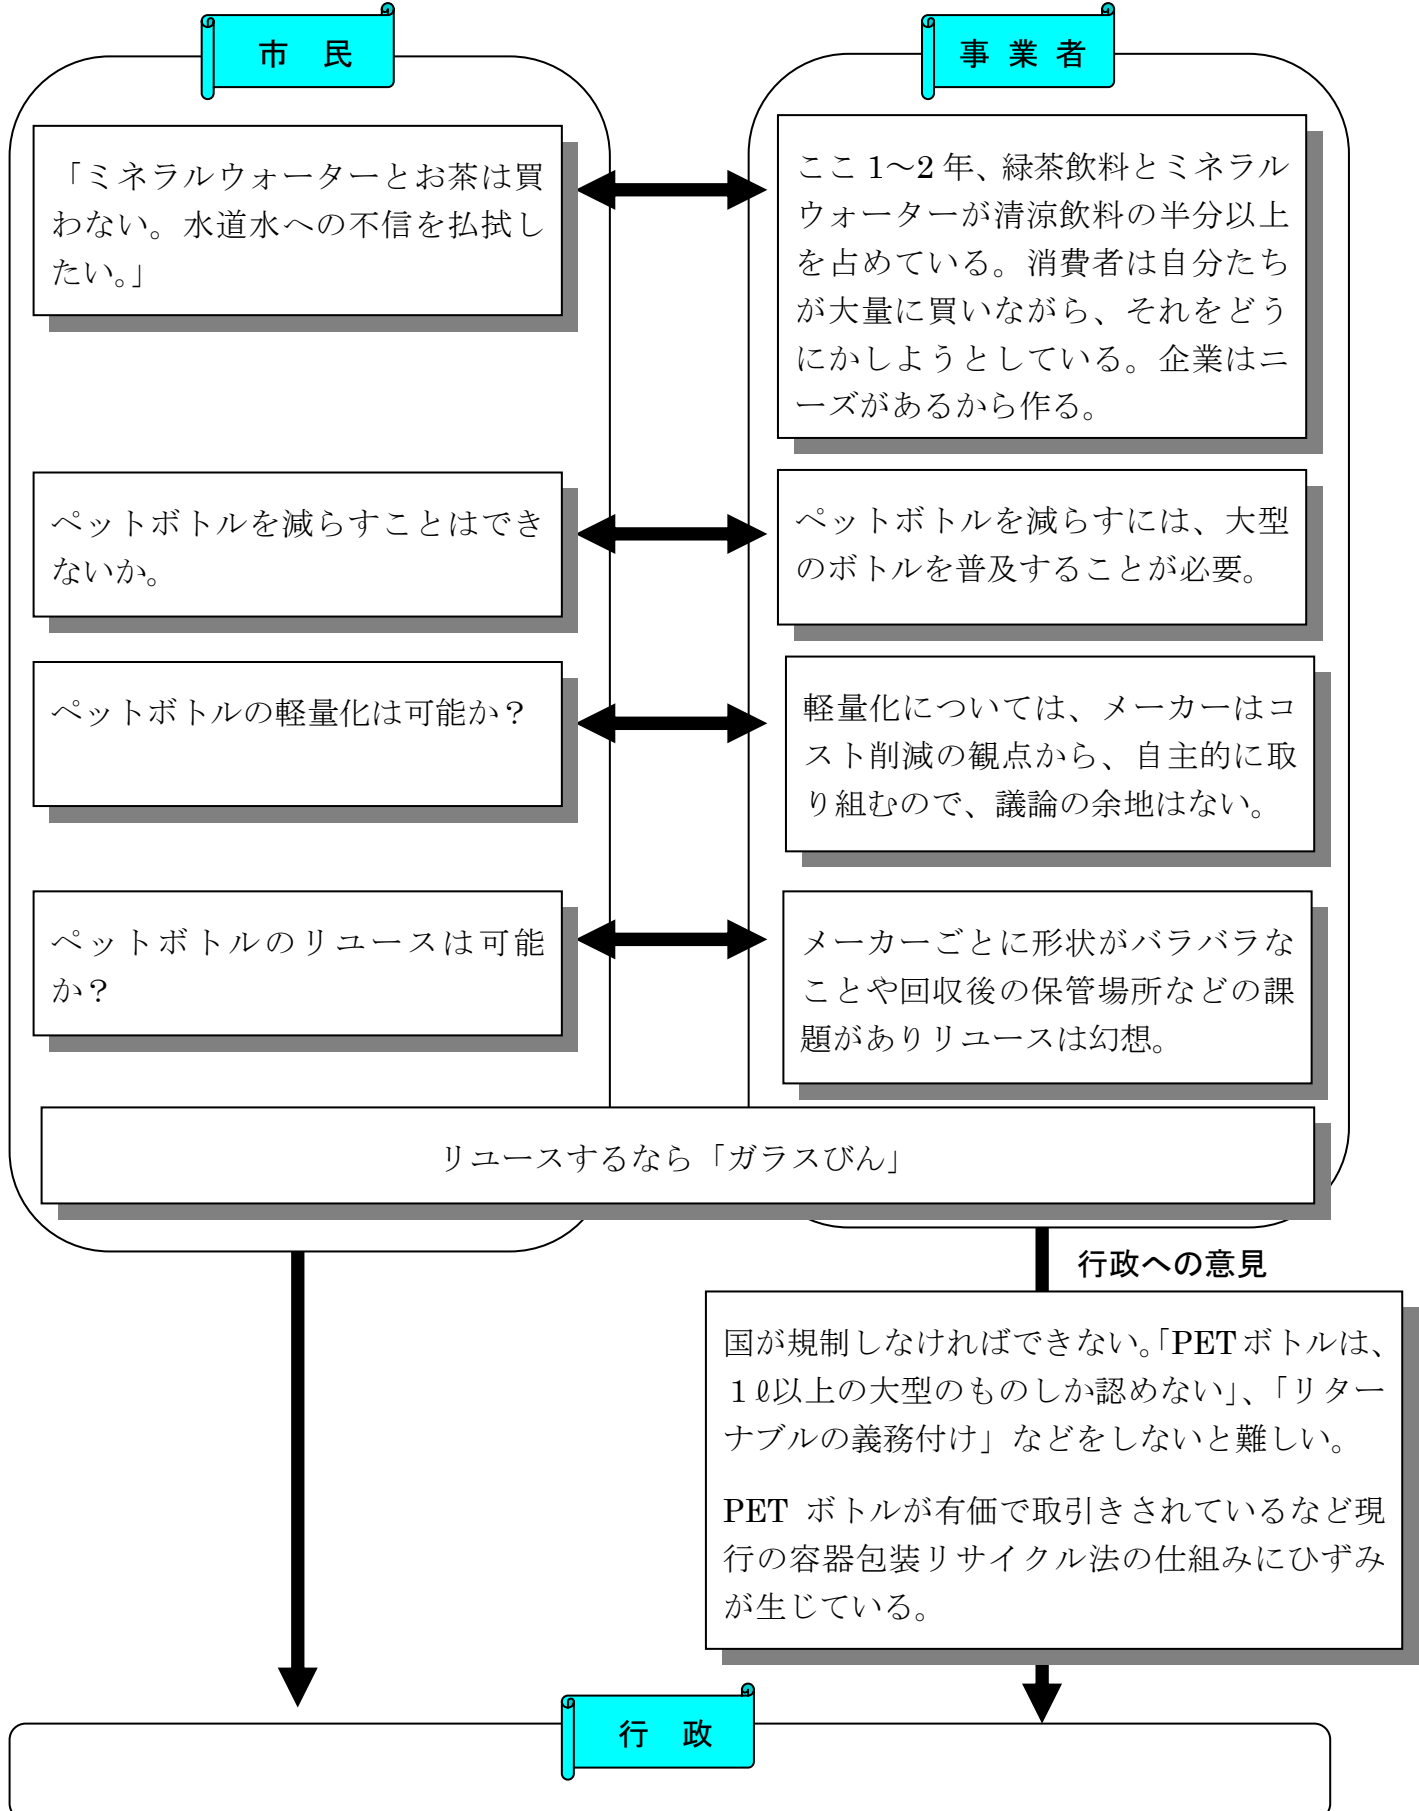 市 民
事 業 者
「ミネラルウォーターとお茶は買
わない。水道水への不信を払拭し
たい。」
ここ 1～2 年、緑茶飲料とミネラル
ウォーターが清涼飲料の半分以上
を占めている。消費者は自分たち
が大量に買いながら、それをどう
にかしようとしている。企業はニ
ーズがあるから作る。
ペットボトルを減らすことはでき
ないか。
ペットボトルを減らすには、大型
のボトルを普及することが必要。
ペットボトルの軽量化は可能か？
軽量化については、メーカーはコ
スト削減の観点から、自主的に取
り組むので、議論の余地はない。
ペットボトルのリユースは可能
か？
メーカーごとに形状がバラバラな
ことや回収後の保管場所などの課
題がありリユースは幻想。
リユースするなら「ガラスびん」
行政への意見
国が規制しなければできない。「PET ボトルは、
１ℓ以上の大型のものしか認めない」、「リター
ナブルの義務付け」などをしないと難しい。
PET ボトルが有価で取引きされているなど現
行の容器包装リサイクル法の仕組みにひずみ
が生じている。
行 政